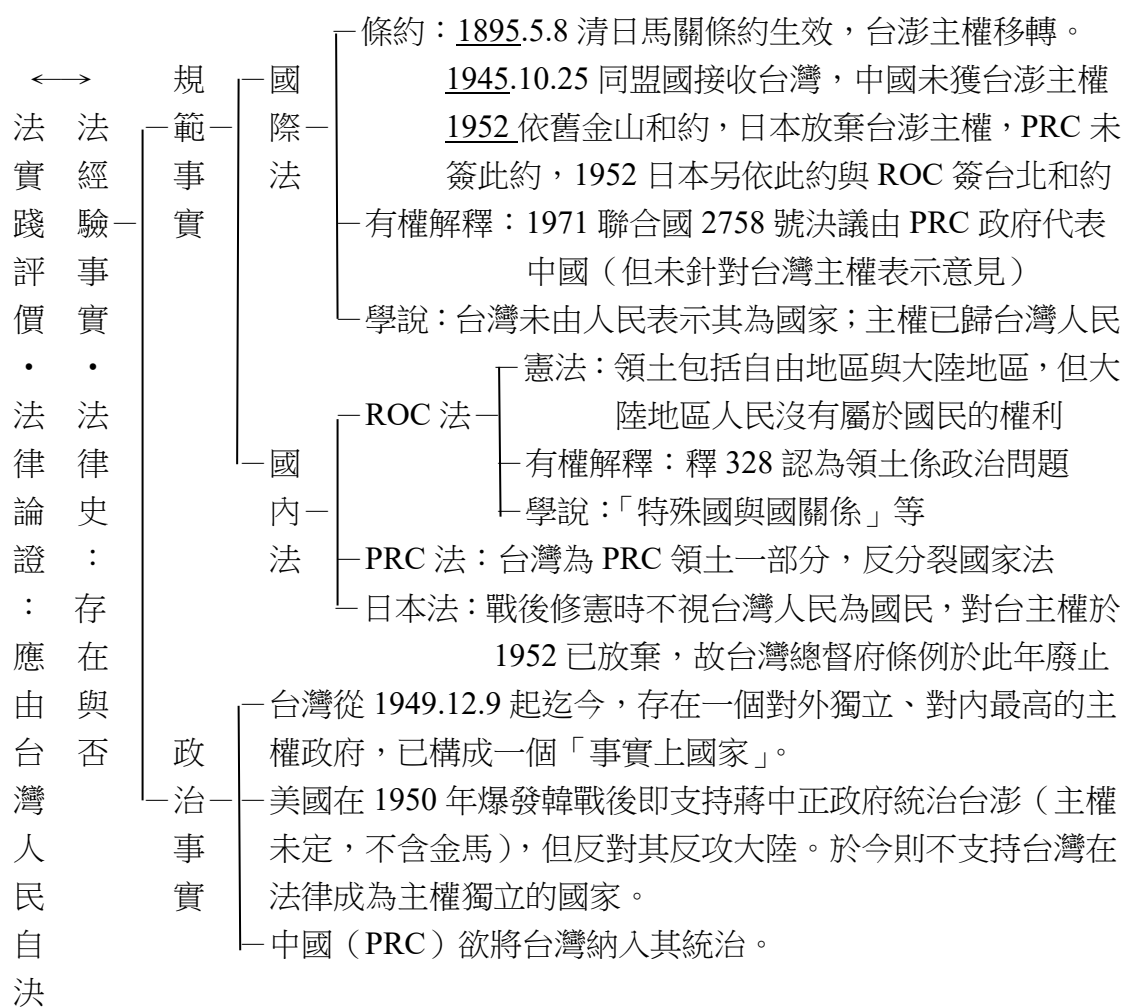 ←→
法實踐評價・法律論證：應由台灣人民自決
法經驗事實・法律史：存在與否
規範事實
國際法
條約：1895.5.8 清日馬關條約生效，台澎主權移轉。
1945.10.25 同盟國接收台灣，中國未獲台澎主權
1952 依舊金山和約，日本放棄台澎主權，PRC 未
簽此約，1952 日本另依此約與 ROC 簽台北和約
有權解釋：1971 聯合國 2758 號決議由 PRC 政府代表
中國（但未針對台灣主權表示意見）
學說：台灣未由人民表示其為國家；主權已歸台灣人民
國內法
ROC 法
憲法：領土包括自由地區與大陸地區，但大
陸地區人民沒有屬於國民的權利
有權解釋：釋 328 認為領土係政治問題
學說：「特殊國與國關係」等
PRC 法：台灣為 PRC 領土一部分，反分裂國家法
日本法：戰後修憲時不視台灣人民為國民，對台主權於
1952 已放棄，故台灣總督府條例於此年廢止
政治事實
台灣從 1949.12.9 起迄今，存在一個對外獨立、對內最高的主
權政府，已構成一個「事實上國家」。
美國在 1950 年爆發韓戰後即支持蔣中正政府統治台澎（主權
未定，不含金馬），但反對其反攻大陸。於今則不支持台灣在
法律成為主權獨立的國家。
中國（PRC）欲將台灣納入其統治。